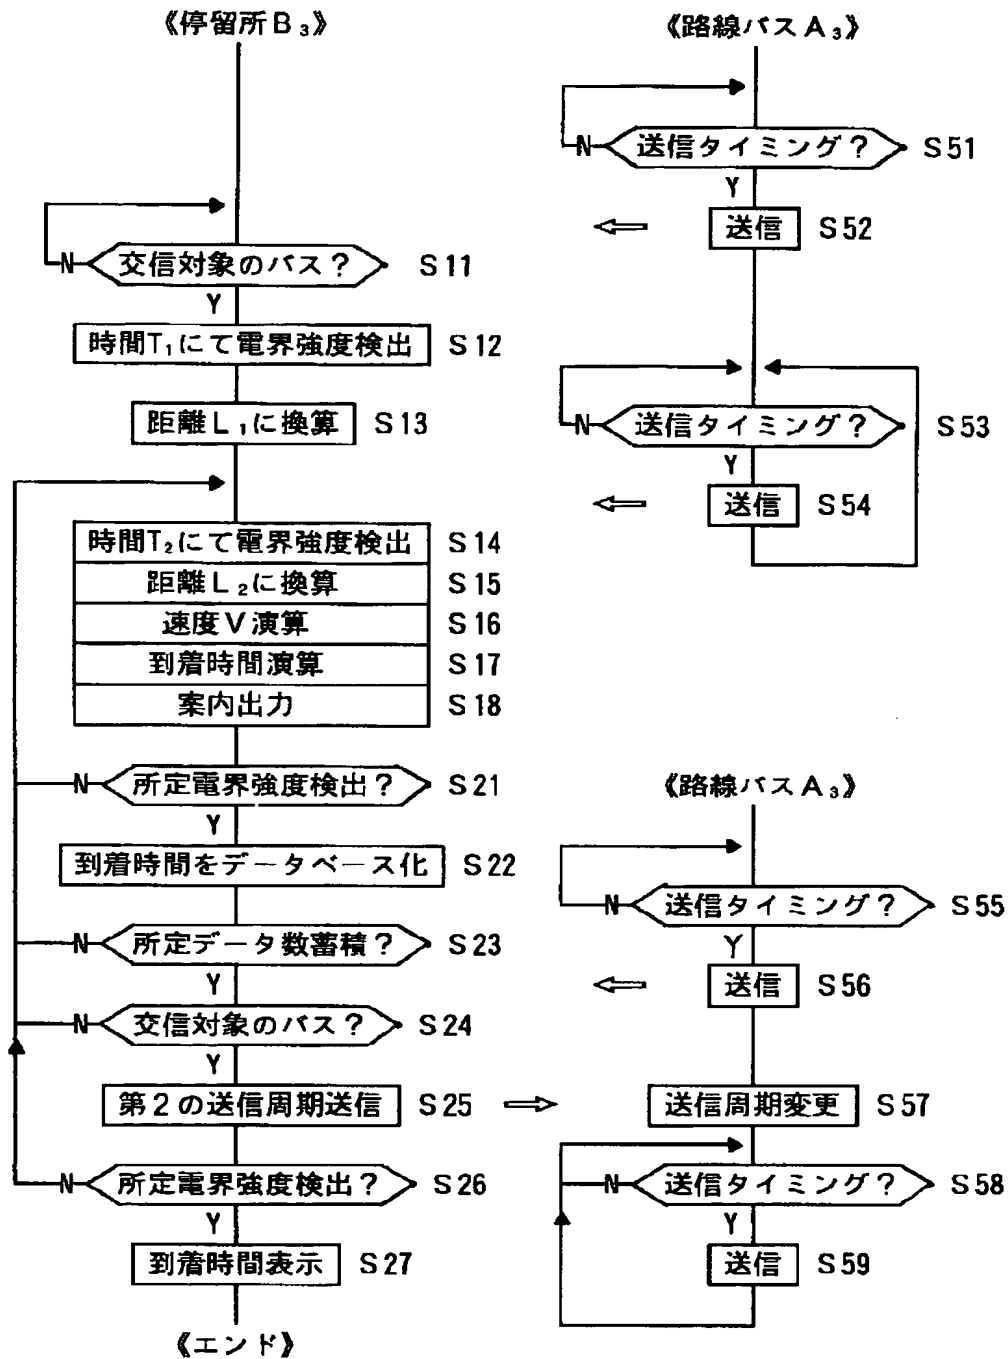 《停留所B₃》
N 交信対象のバス? S11
Y
時間T₁にて電界強度検出 S12
距離L₁に換算 S13
時間T₂にて電界強度検出 S14
距離L₂に換算 S15
速度V演算 S16
到着時間演算 S17
案内出力 S18
N 所定電界強度検出? S21
Y
到着時間をデータベース化 S22
N 所定データ数蓄積? S23
Y
N 交信対象のバス? S24
Y
第2の送信周期送信 S25
N 所定電界強度検出? S26
Y
到着時間表示 S27
《エンド》
《路線バスA₃》
N 送信タイミング? S51
Y
送信 S52
N 送信タイミング? S53
Y
送信 S54
《路線バスA₃》
N 送信タイミング? S55
Y
送信 S56
送信周期変更 S57
N 送信タイミング? S58
Y
送信 S59